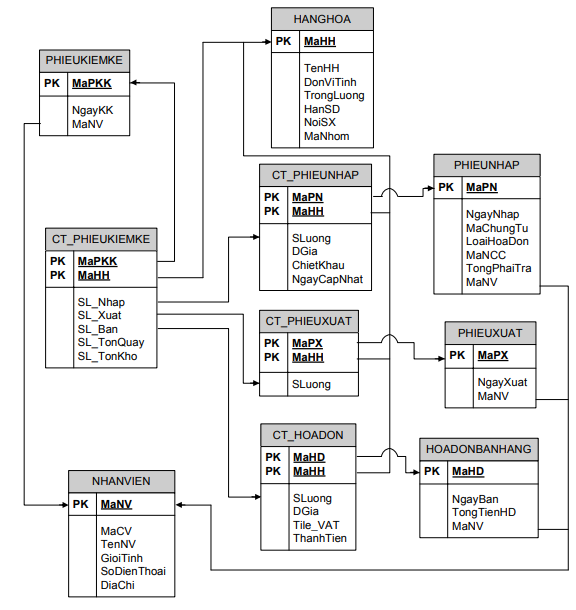 HANGHOA
PK MaHH
TenHH
DonViTinh
TrongLuong
HanSD
NoiSX
MaNhom
PHIEUKIEMKE
PK MaPKK
NgayKK
MaNV
CT_PHIEUNHAP
PK MaPN
PK MaHH
SLuong
DGia
ChietKhau
NgayCapNhat
PHIEUNHAP
PK MaPN
NgayNhap
MaChungTu
LoaiHoaDon
MaNCC
TongPhaiTra
MaNV
CT_PHIEUKIEMKE
PK MaPKK
PK MaHH
SL_Nhap
SL_Xuat
SL_Ban
SL_TonQuay
SL_TonKho
CT_PHIEUXUAT
PK MaPX
PK MaHH
SLuong
PHIEUXUAT
PK MaPX
NgayXuat
MaNV
CT_HOADON
PK MaHD
PK MaHH
SLuong
DGia
Tile_VAT
ThanhTien
HOADONBANHANG
PK MaHD
NgayBan
TongTienHD
MaNV
NHANVIEN
PK MaNV
MaCV
TenNV
GioiTinh
SoDienThoai
DiaChi